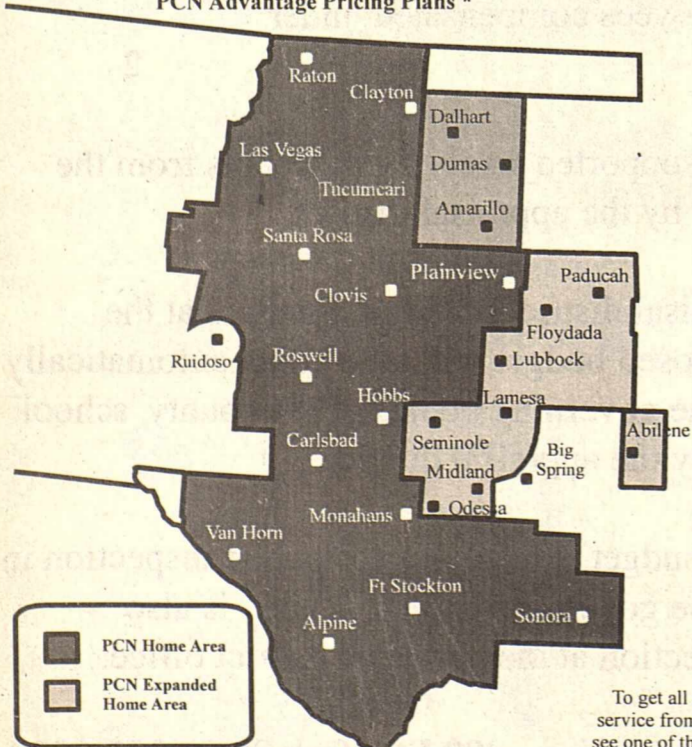 PCN Advantage Pricing Plans *
Raton
Clayton
Dalhart
Las Vegas
Dumas
Tucumcari
Amarillo
Santa Rosa
Plainview
Paducah
Clovis
Floydada
Ruidoso
Roswell
Lubbock
Hobbs
Lamesa
Carlsbad
Seminole
Abilene
Big
Spring
Midland
Monahans
Odessa
Van Horn
Ft Stockton
Alpine
Sonora
PCN Home Area
PCN Expanded
Home Area
To get all
service from
see one of th